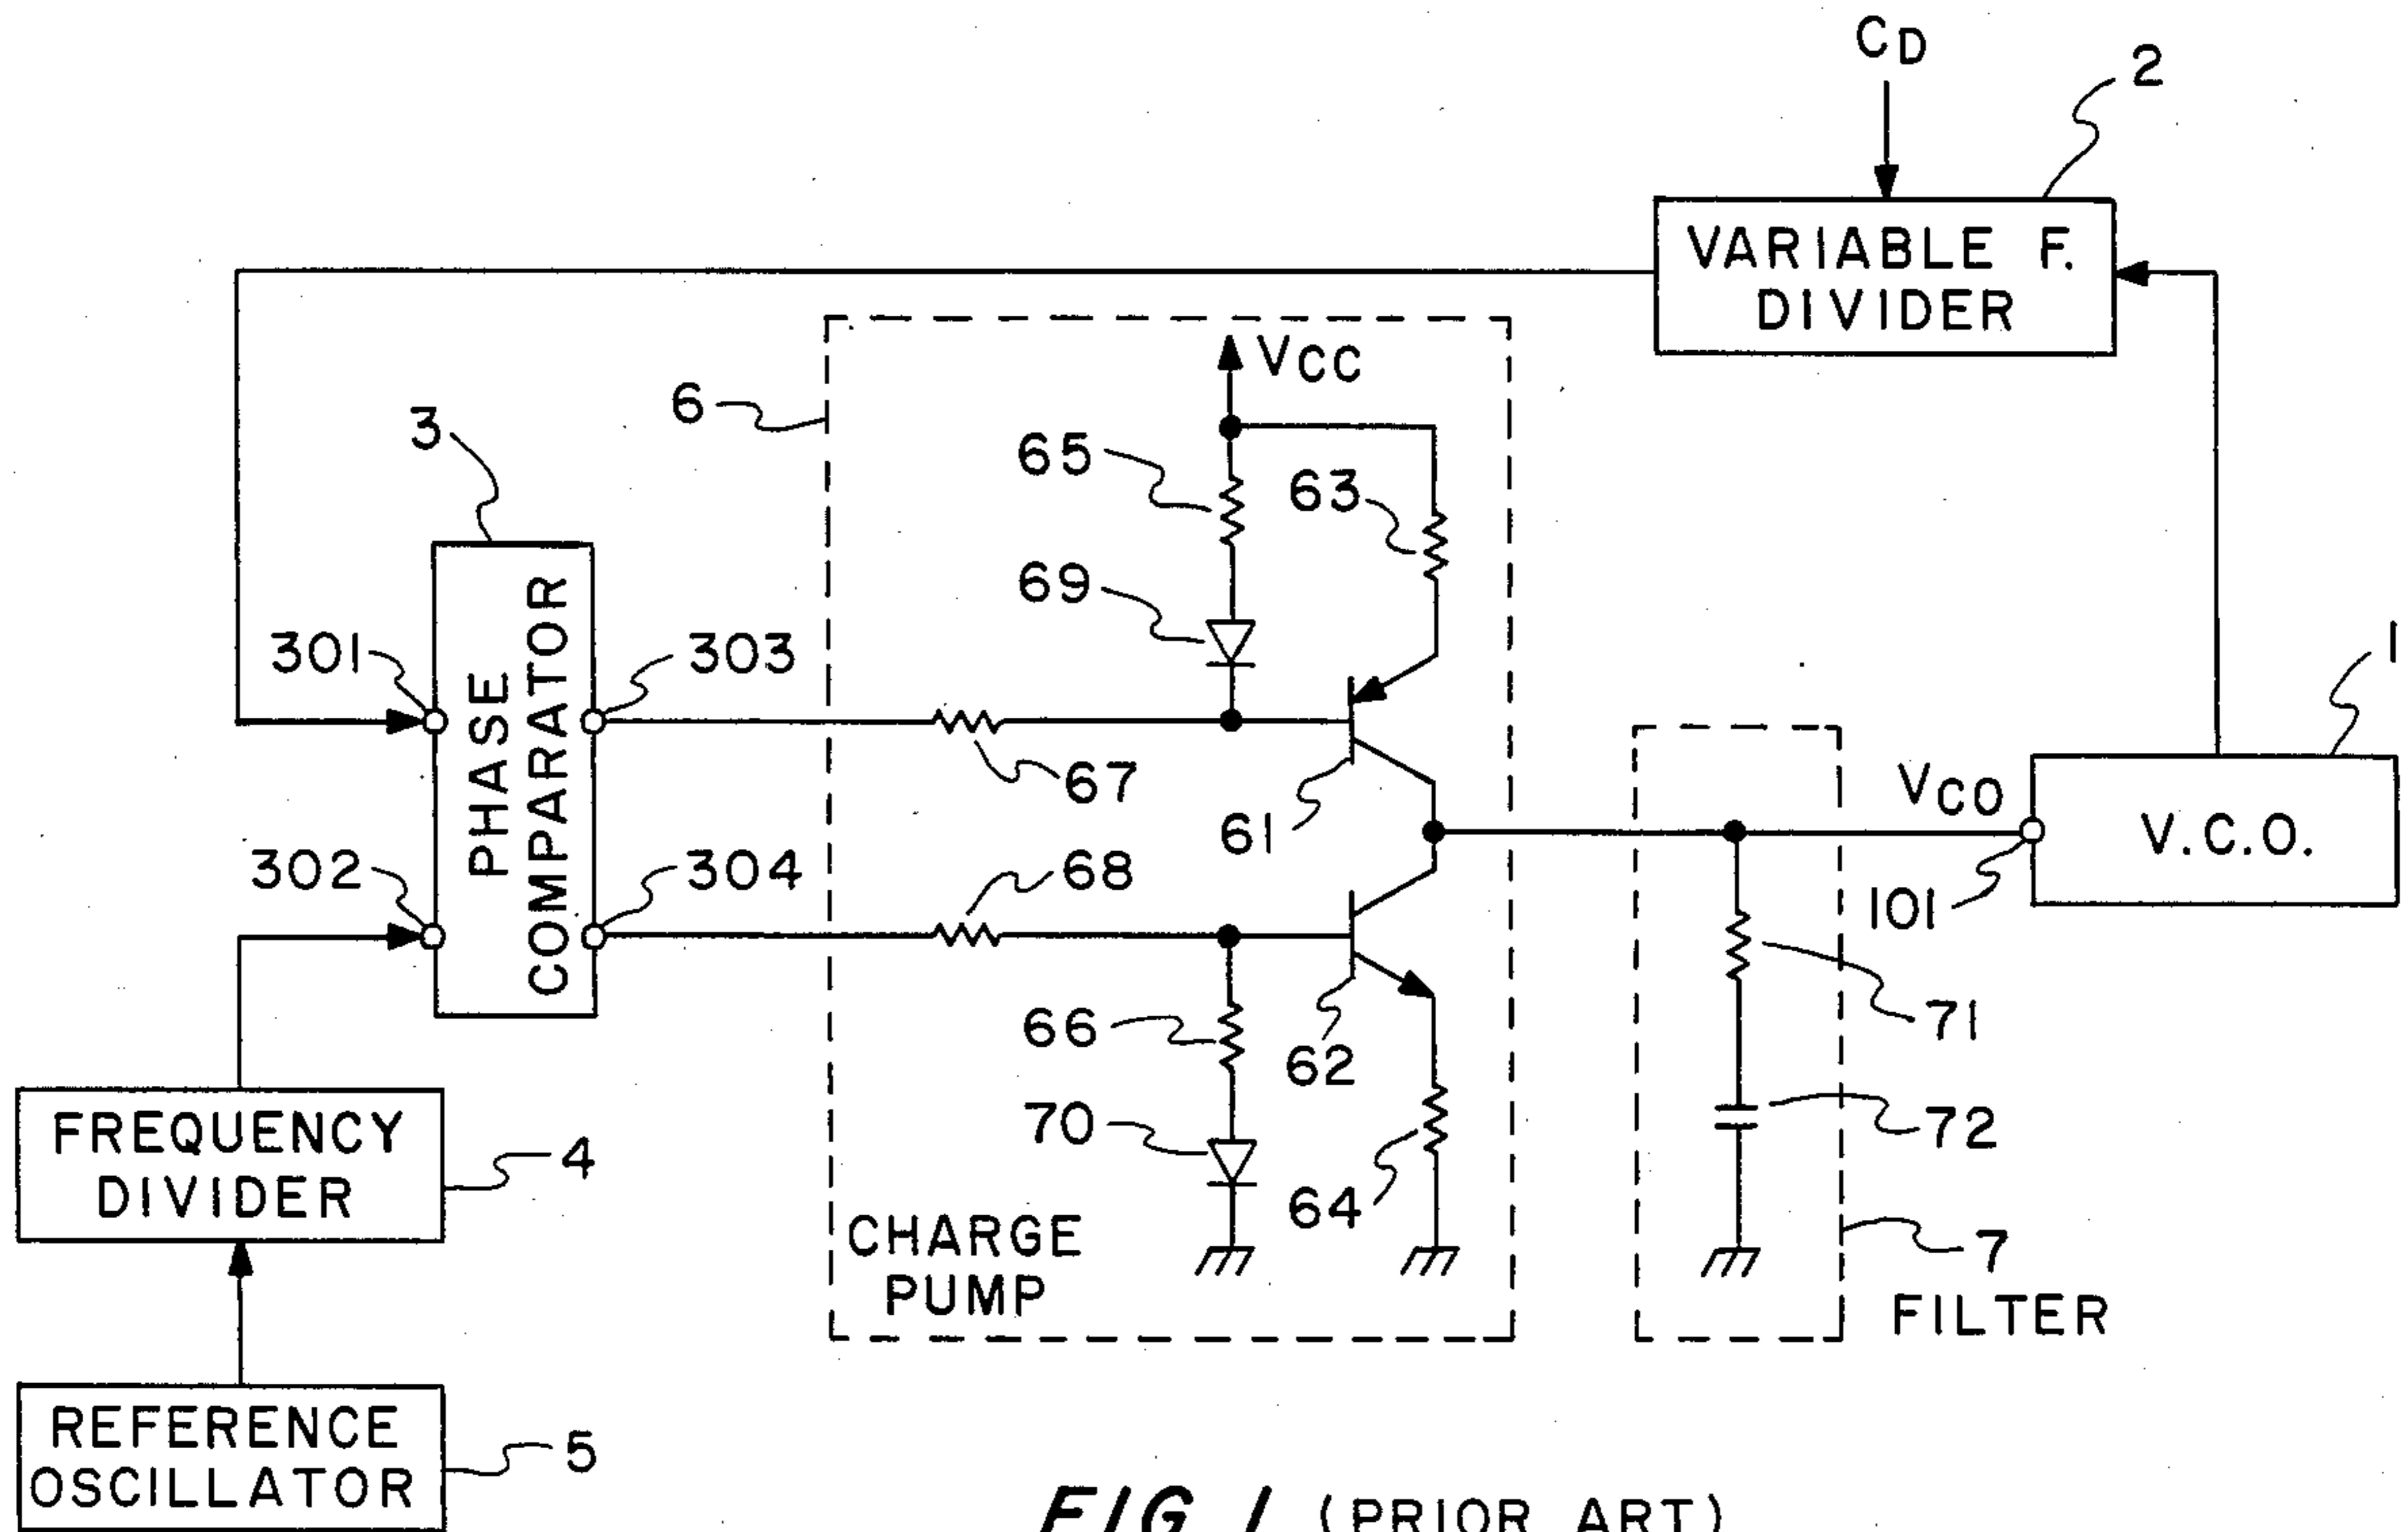 CD
2
VARIABLE F.
DIVIDER
VCC
6
3
65
63
69
1
301
303
PHASE
COMPARATOR
67
61
VCO
V.C.O.
302
304
68
101
66
71
62
70
72
FREQUENCY
DIVIDER
4
64
CHARGE
PUMP
7
FILTER
REFERENCE
OSCILLATOR
5
FIG. 1 (PRIOR ART)